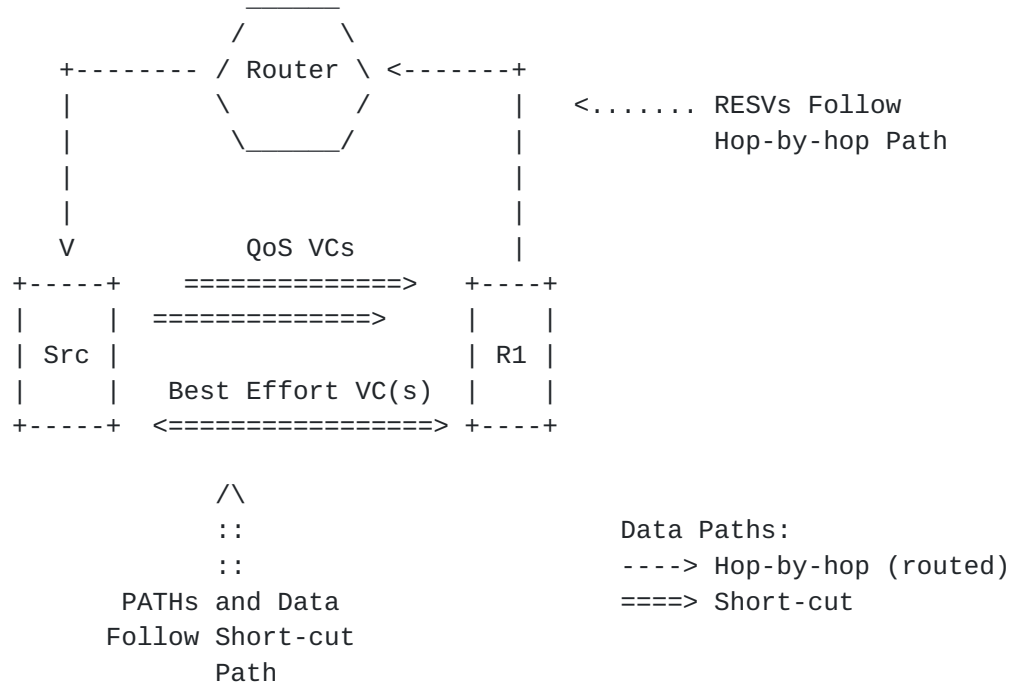 Router
<....... RESVs Follow
Hop-by-hop Path
V
QoS VCs
Src
R1
Best Effort VC(s)
Data Paths:
----> Hop-by-hop (routed)
PATHs and Data
====> Short-cut
Follow Short-cut
Path